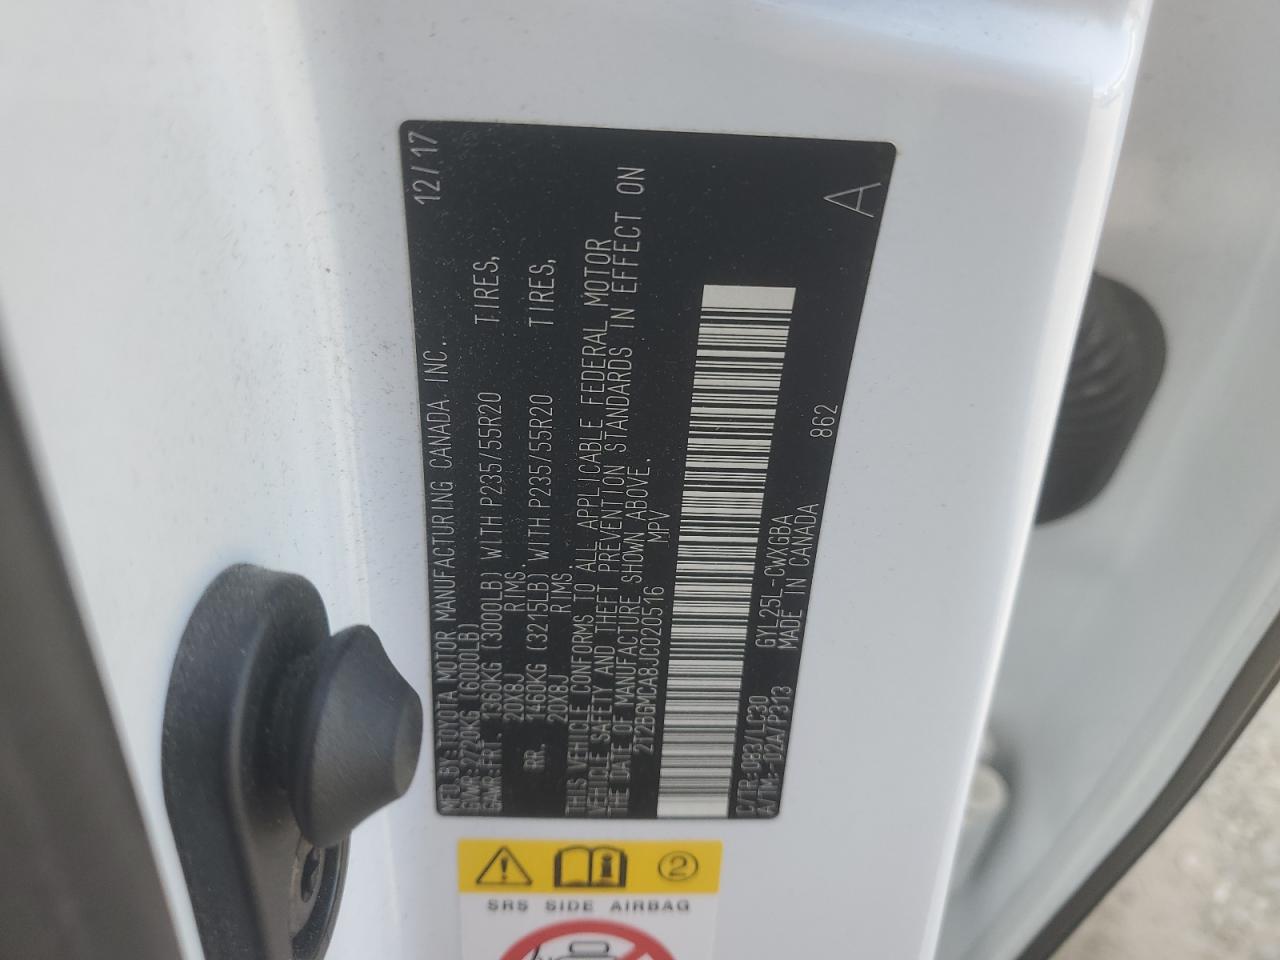 12/17
MFD.BY:TOYOTA MOTOR MANUFACTURING CANADA INC.
GVWR:2720KG (6000LB)
GAWR:FRT. 1360KG (3000LB) WITH P235/55R20 TIRES,
20X8J RIMS,
RR. 1460KG (3215LB) WITH P235/55R20 TIRES,
20X8J RIMS,
THIS VEHICLE CONFORMS TO ALL APPLICABLE FEDERAL MOTOR
VEHICLE SAFETY AND THEFT PREVENTION STANDARDS IN EFFECT ON
THE DATE OF MANUFACTURE SHOWN ABOVE.
2T2BGMCA8JC020516 MPV
C/TR:083/LC30 GYL25L-CWXGBA 862
A/TM:-02A/P313 MADE IN CANADA
A
2
SRS SIDE AIRBAG